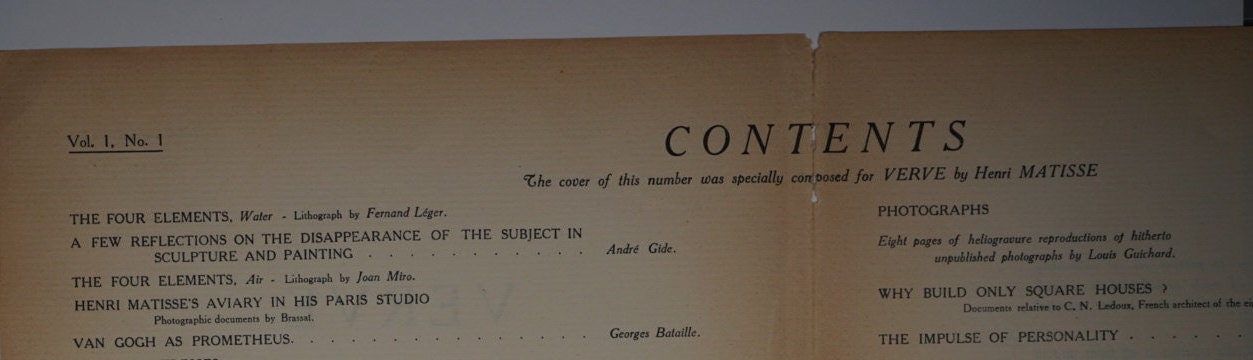 Vol. 1, No. 1
CONTENTS
The cover of this number was specially composed for VERVE by Henri MATISSE
THE FOUR ELEMENTS, Water - Lithograph by Fernand Léger.
A FEW REFLECTIONS ON THE DISAPPEARANCE OF THE SUBJECT IN
SCULPTURE AND PAINTING . . . . . . . . . . . André Gide.
THE FOUR ELEMENTS, Air - Lithograph by Joan Miro.
HENRI MATISSE'S AVIARY IN HIS PARIS STUDIO
Photographic documents by Brassaï.
VAN GOGH AS PROMETHEUS. . . . . . . . . . . . . . . Georges Bataille.
PHOTOGRAPHS
Eight pages of heliogravure reproductions of hitherto
unpublished photographs by Louis Guichard.
WHY BUILD ONLY SQUARE HOUSES ?
Documents relative to C. N. Ledoux, French architect of the
THE IMPULSE OF PERSONALITY . . . . . . .